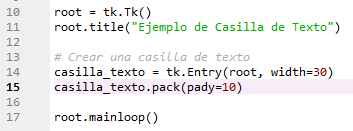 10 root = tk.Tk()
11 root.title("Ejemplo de Casilla de Texto")
12
13 # Crear una casilla de texto
14 casilla_texto = tk.Entry(root, width=30)
15 casilla_texto.pack(pady=10)
16
17 root.mainloop()